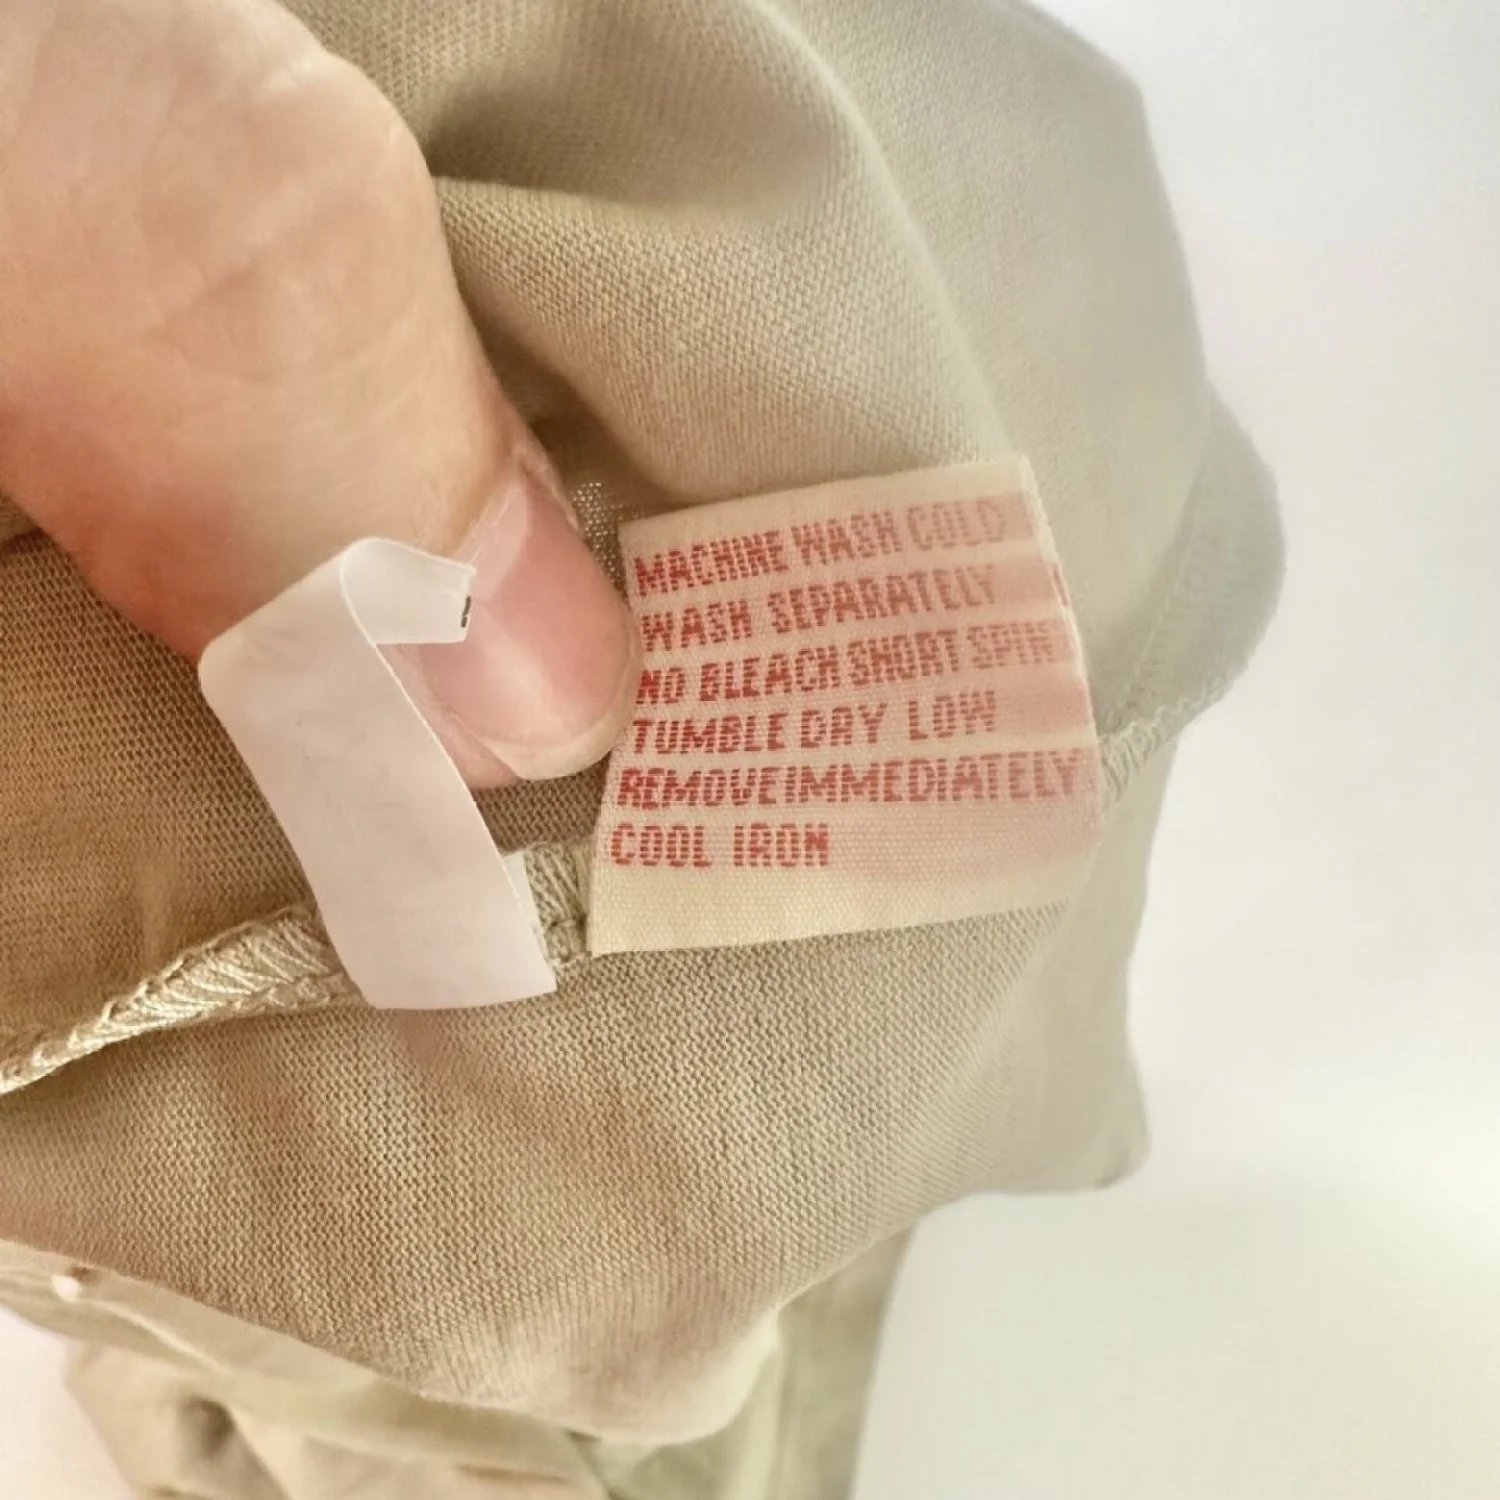 MACHINE WASH COLD
WASH SEPARATELY
NO BLEACH SHORT SPIN
TUMBLE DRY LOW
REMOVE IMMEDIATELY
COOL IRON